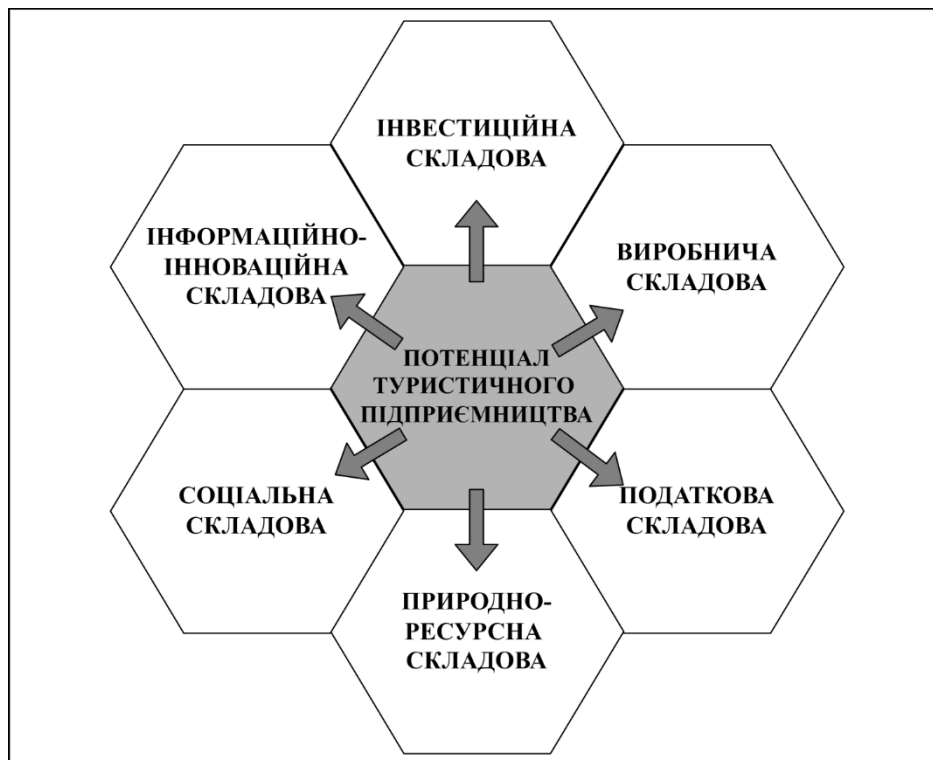 ІНВЕСТИЦІЙНА
СКЛАДОВА
ІНФОРМАЦІЙНО-
ІННОВАЦІЙНА
СКЛАДОВА
ВИРОБНИЧА
СКЛАДОВА
ПОТЕНЦІАЛ
ТУРИСТИЧНОГО
ПІДПРИЄМНИЦТВА
СОЦІАЛЬНА
СКЛАДОВА
ПОДАТКОВА
СКЛАДОВА
ПРИРОДНО-
РЕСУРСНА
СКЛАДОВА